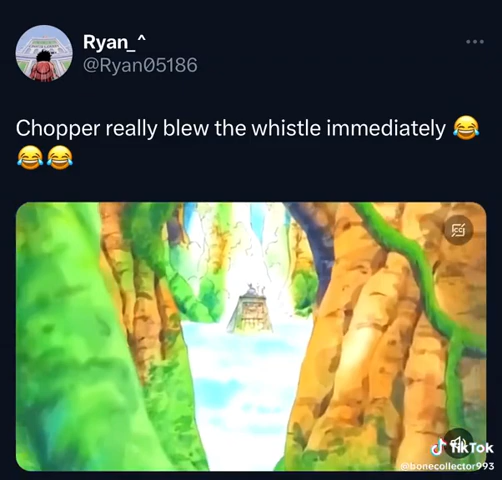 Ryan_^
@Ryan05186
Chopper really blew the whistle immediately 😂
😂😂
TikTok
@bonecollector993